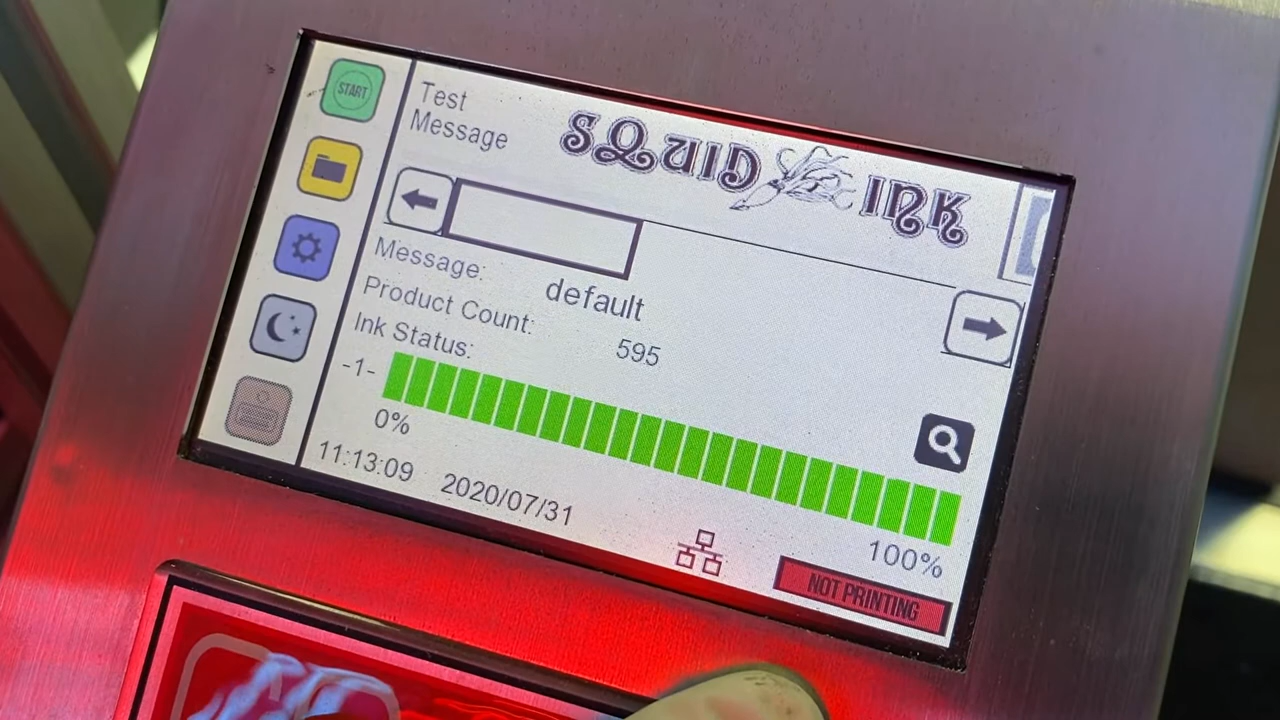 START
Test
Message
SQUID INK
Message:
default
Product Count:
595
Ink Status:
-1-
0%
100%
11:13:09 2020/07/31
NOT PRINTING